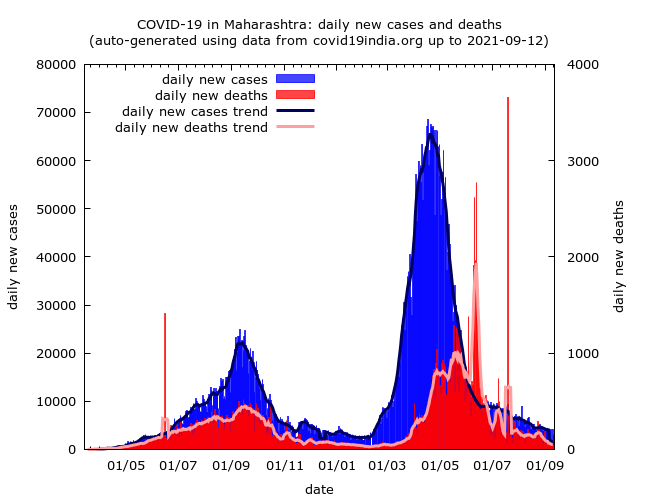 COVID-19 in Maharashtra: daily new cases and deaths
(auto-generated using data from covid19india.org up to 2021-09-12)
daily new cases
daily new deaths
daily new cases trend
daily new deaths trend
80000
70000
60000
50000
40000
30000
20000
10000
0
daily new cases
4000
3000
2000
1000
0
daily new deaths
01/05 01/07 01/09 01/11 01/01 01/03 01/05 01/07 01/09
date